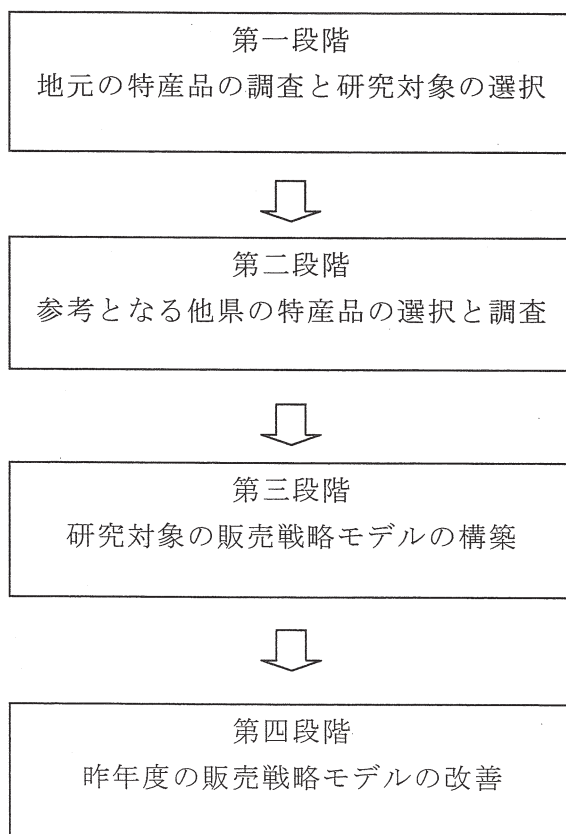 第一段階
地元の特産品の調査と研究対象の選択
第二段階
参考となる他県の特産品の選択と調査
第三段階
研究対象の販売戦略モデルの構築
第四段階
昨年度の販売戦略モデルの改善